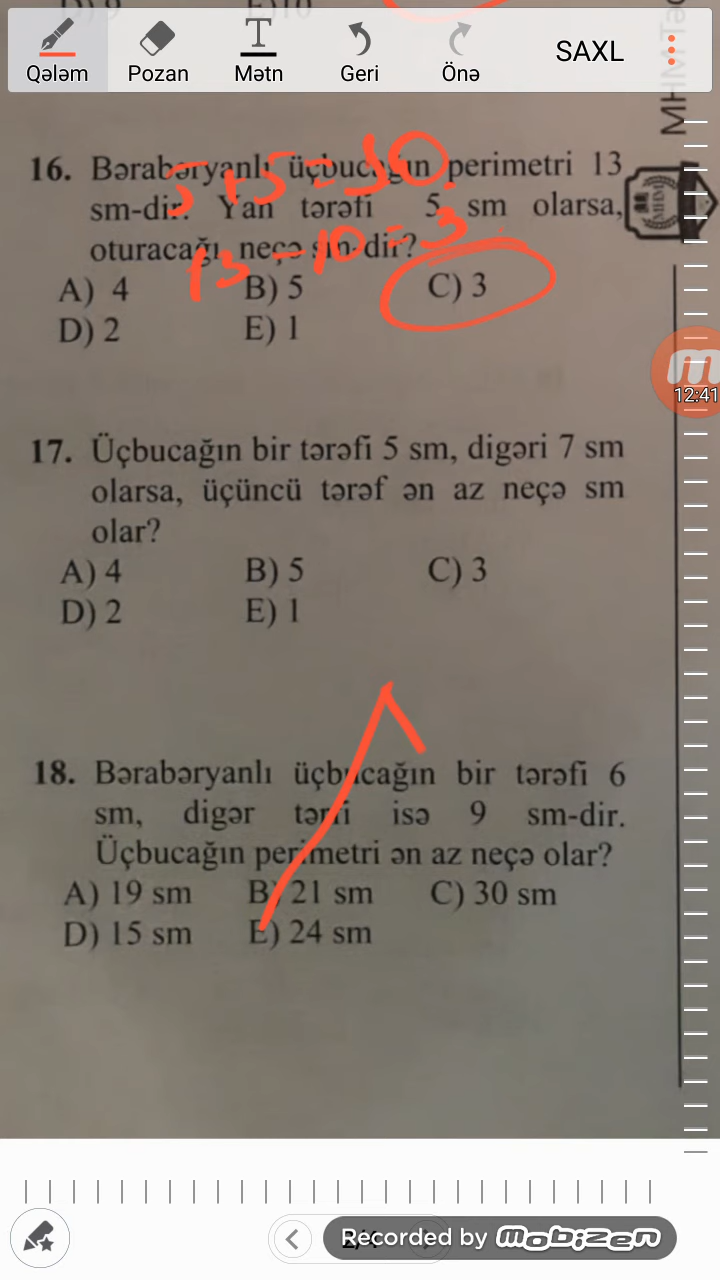 D) 9 E) 10
Qələm Pozan Mətn Geri Önə SAXL
16. Bərabəryanlı üçbucağın perimetri 13
sm-dir. Yan tərəfi 5 sm olarsa,
oturacağı neçə sm-dir?
A) 4 B) 5 C) 3
D) 2 E) 1
5+5=10
13-10=3
MHM
12:41
17. Üçbucağın bir tərəfi 5 sm, digəri 7 sm
olarsa, üçüncü tərəf ən az neçə sm
olar?
A) 4 B) 5 C) 3
D) 2 E) 1
18. Bərabəryanlı üçbucağın bir tərəfi 6
sm, digər tərəfi isə 9 sm-dir.
Üçbucağın perimetri ən az neçə olar?
A) 19 sm B) 21 sm C) 30 sm
D) 15 sm E) 24 sm
Recorded by mobizen